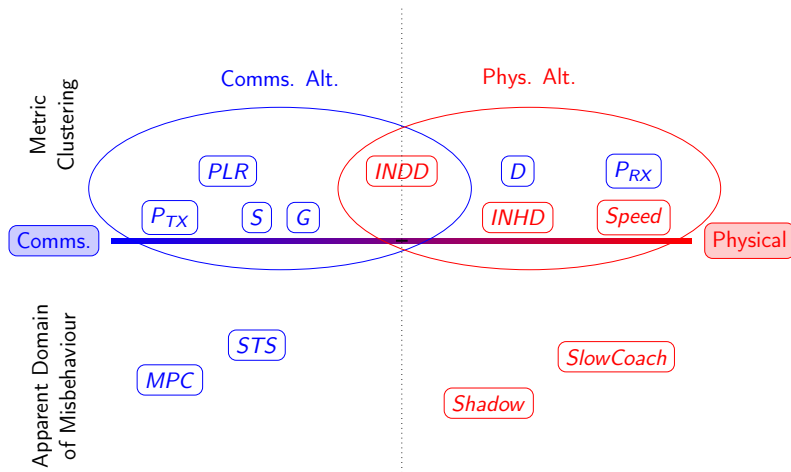 Comms. Alt.
Phys. Alt.
Metric
Clustering
PLR
INDD
D
P_RX
P_TX
S
G
INHD
Speed
Comms.
Physical
Apparent Domain
of Misbehaviour
STS
MPC
SlowCoach
Shadow